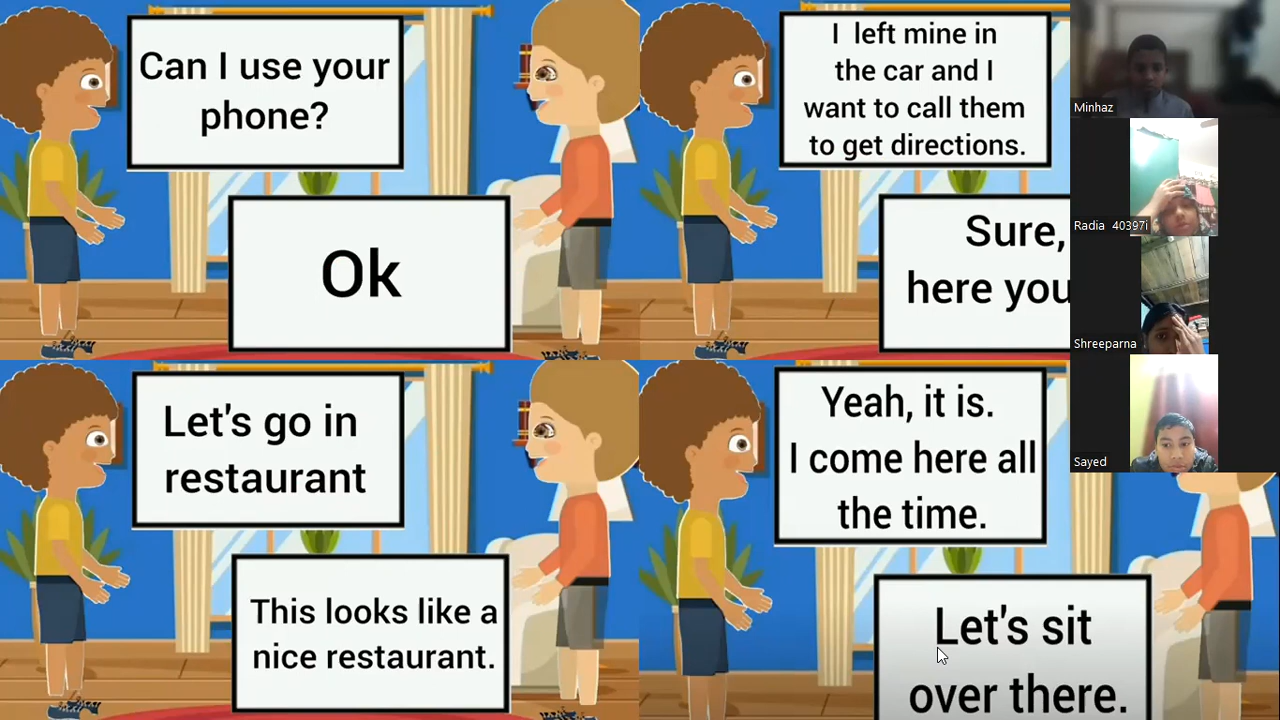 Can I use your
phone?
Ok
I left mine in
the car and I
want to call them
to get directions.
Sure,
here you
Let's go in
restaurant
This looks like a
nice restaurant.
Yeah, it is.
I come here all
the time.
Let's sit
over there.
Minhaz
Radia 40397i
Shreeparna
Sayed